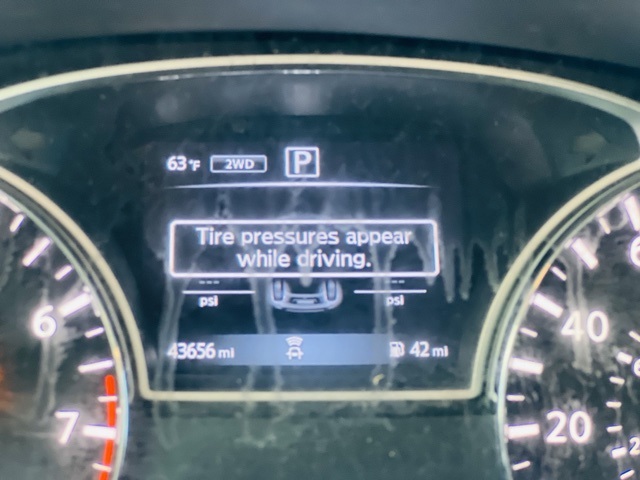 63°F 2WD P
Tire pressures appear
while driving.
--- ---
psi psi
43656 mi 42 mi
6
7
40
20